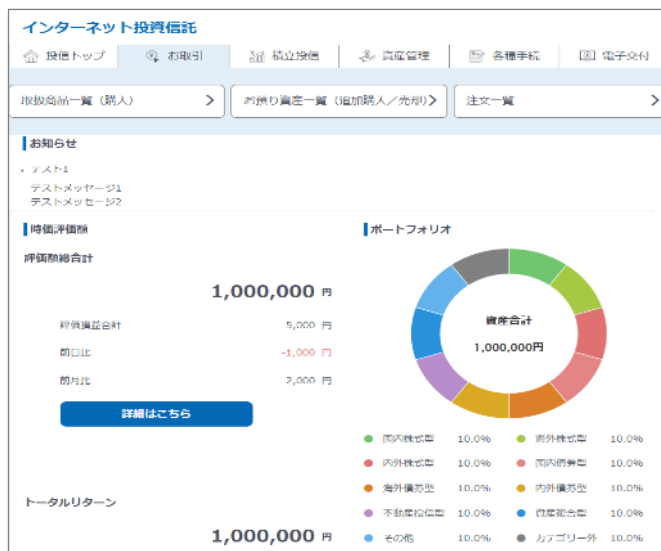 インターネット投資信託
投信トップ
お取引
積立投信
資産管理
各種手続
電子交付
取扱商品一覧（購入）
お預り資産一覧（追加購入／売却）
注文一覧
お知らせ
・テスト1
テストメッセージ1
テストメッセージ2
時価評価額
評価額総合計
1,000,000 円
評価損益合計 5,000 円
前日比 -1,000 円
前月比 2,000 円
詳細はこちら
トータルリターン
1,000,000 円
ポートフォリオ
資産合計
1,000,000円
国内株式型 10.0% 海外株式型 10.0%
内外株式型 10.0% 国内債券型 10.0%
海外債券型 10.0% 内外債券型 10.0%
不動産投信型 10.0% 資産複合型 10.0%
その他 10.0% カテゴリー外 10.0%